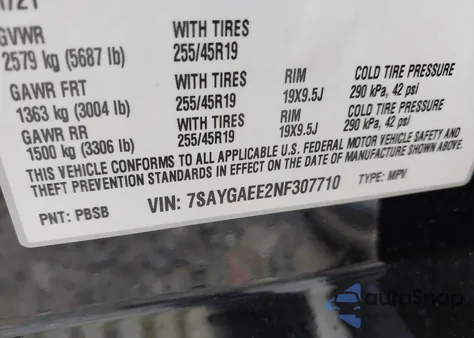 GVWR WITH TIRES
2579 kg (5687 lb) 255/45R19
GAWR FRT WITH TIRES RIM COLD TIRE PRESSURE
1363 kg (3004 lb) 255/45R19 19X9.5J 290 kPa, 42 psi
GAWR RR WITH TIRES RIM COLD TIRE PRESSURE
1500 kg (3306 lb) 255/45R19 19X9.5J 290 kPa, 42 psi
THIS VEHICLE CONFORMS TO ALL APPLICABLE U.S. FEDERAL MOTOR VEHICLE SAFETY AND
THEFT PREVENTION STANDARDS IN EFFECT ON THE DATE OF MANUFACTURE SHOWN ABOVE.
PNT: PBSB VIN: 7SAYGAEE2NF307710 TYPE: MPV
autoSnap